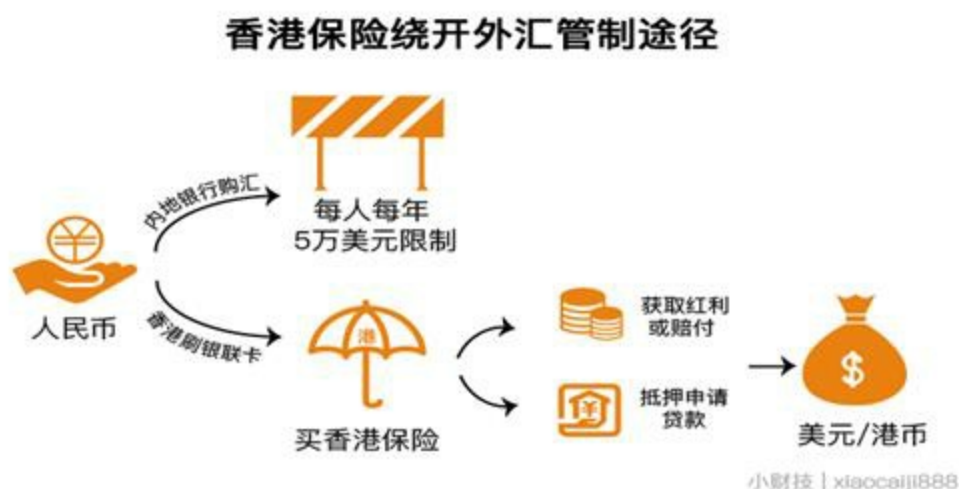 香港保险绕开外汇管制途径
内地银行购汇
每人每年
5万美元限制
人民币
香港刷银联卡
港
买香港保险
获取红利
或赔付
抵押申请
贷款
$
美元/港币
小财技 | xiaocaiji888